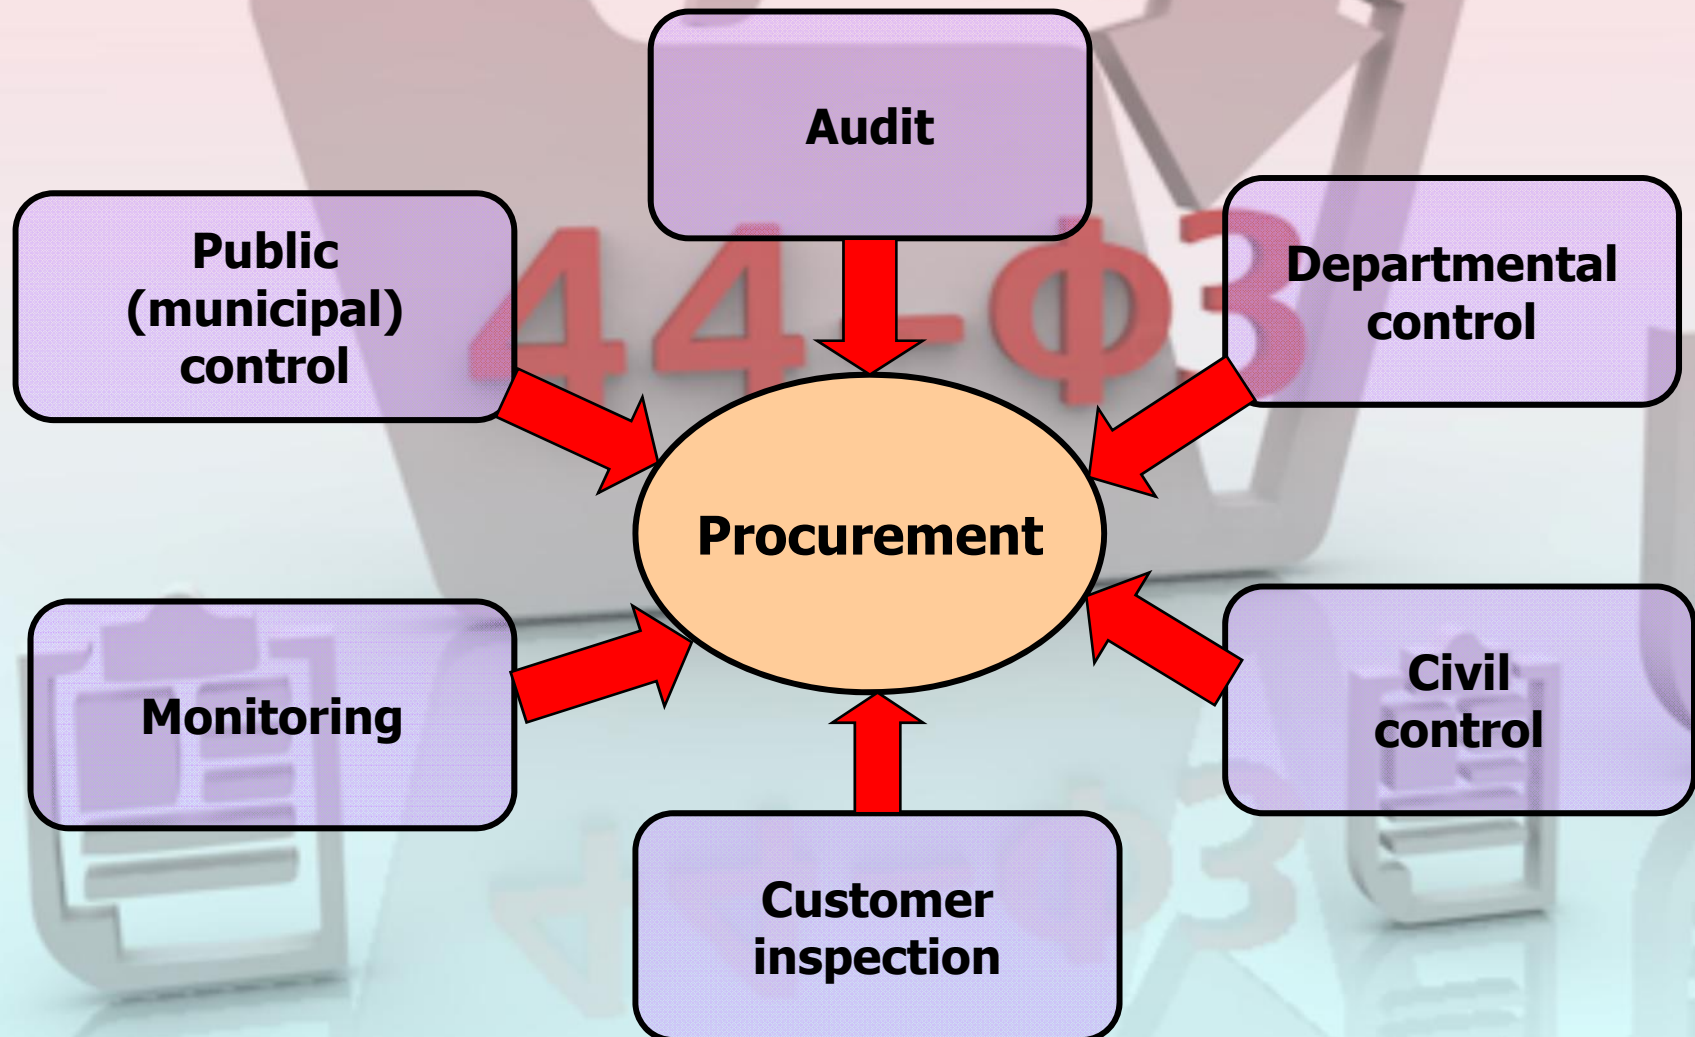 Audit
Public
(municipal)
control
44-ФЗ
Departmental
control
Procurement
Monitoring
Civil
control
Customer
inspection